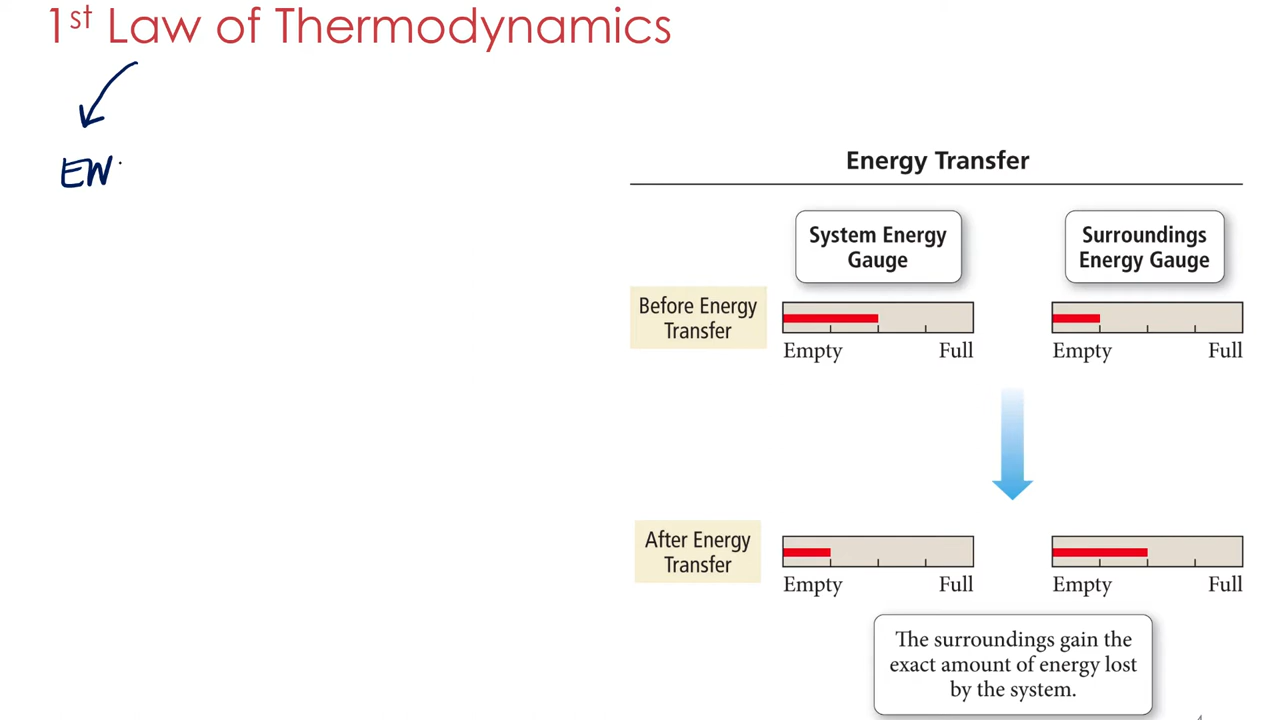 1st Law of Thermodynamics
EN
Energy Transfer
System Energy
Gauge
Surroundings
Energy Gauge
Before Energy
Transfer
Empty Full Empty Full
After Energy
Transfer
Empty Full Empty Full
The surroundings gain the
exact amount of energy lost
by the system.